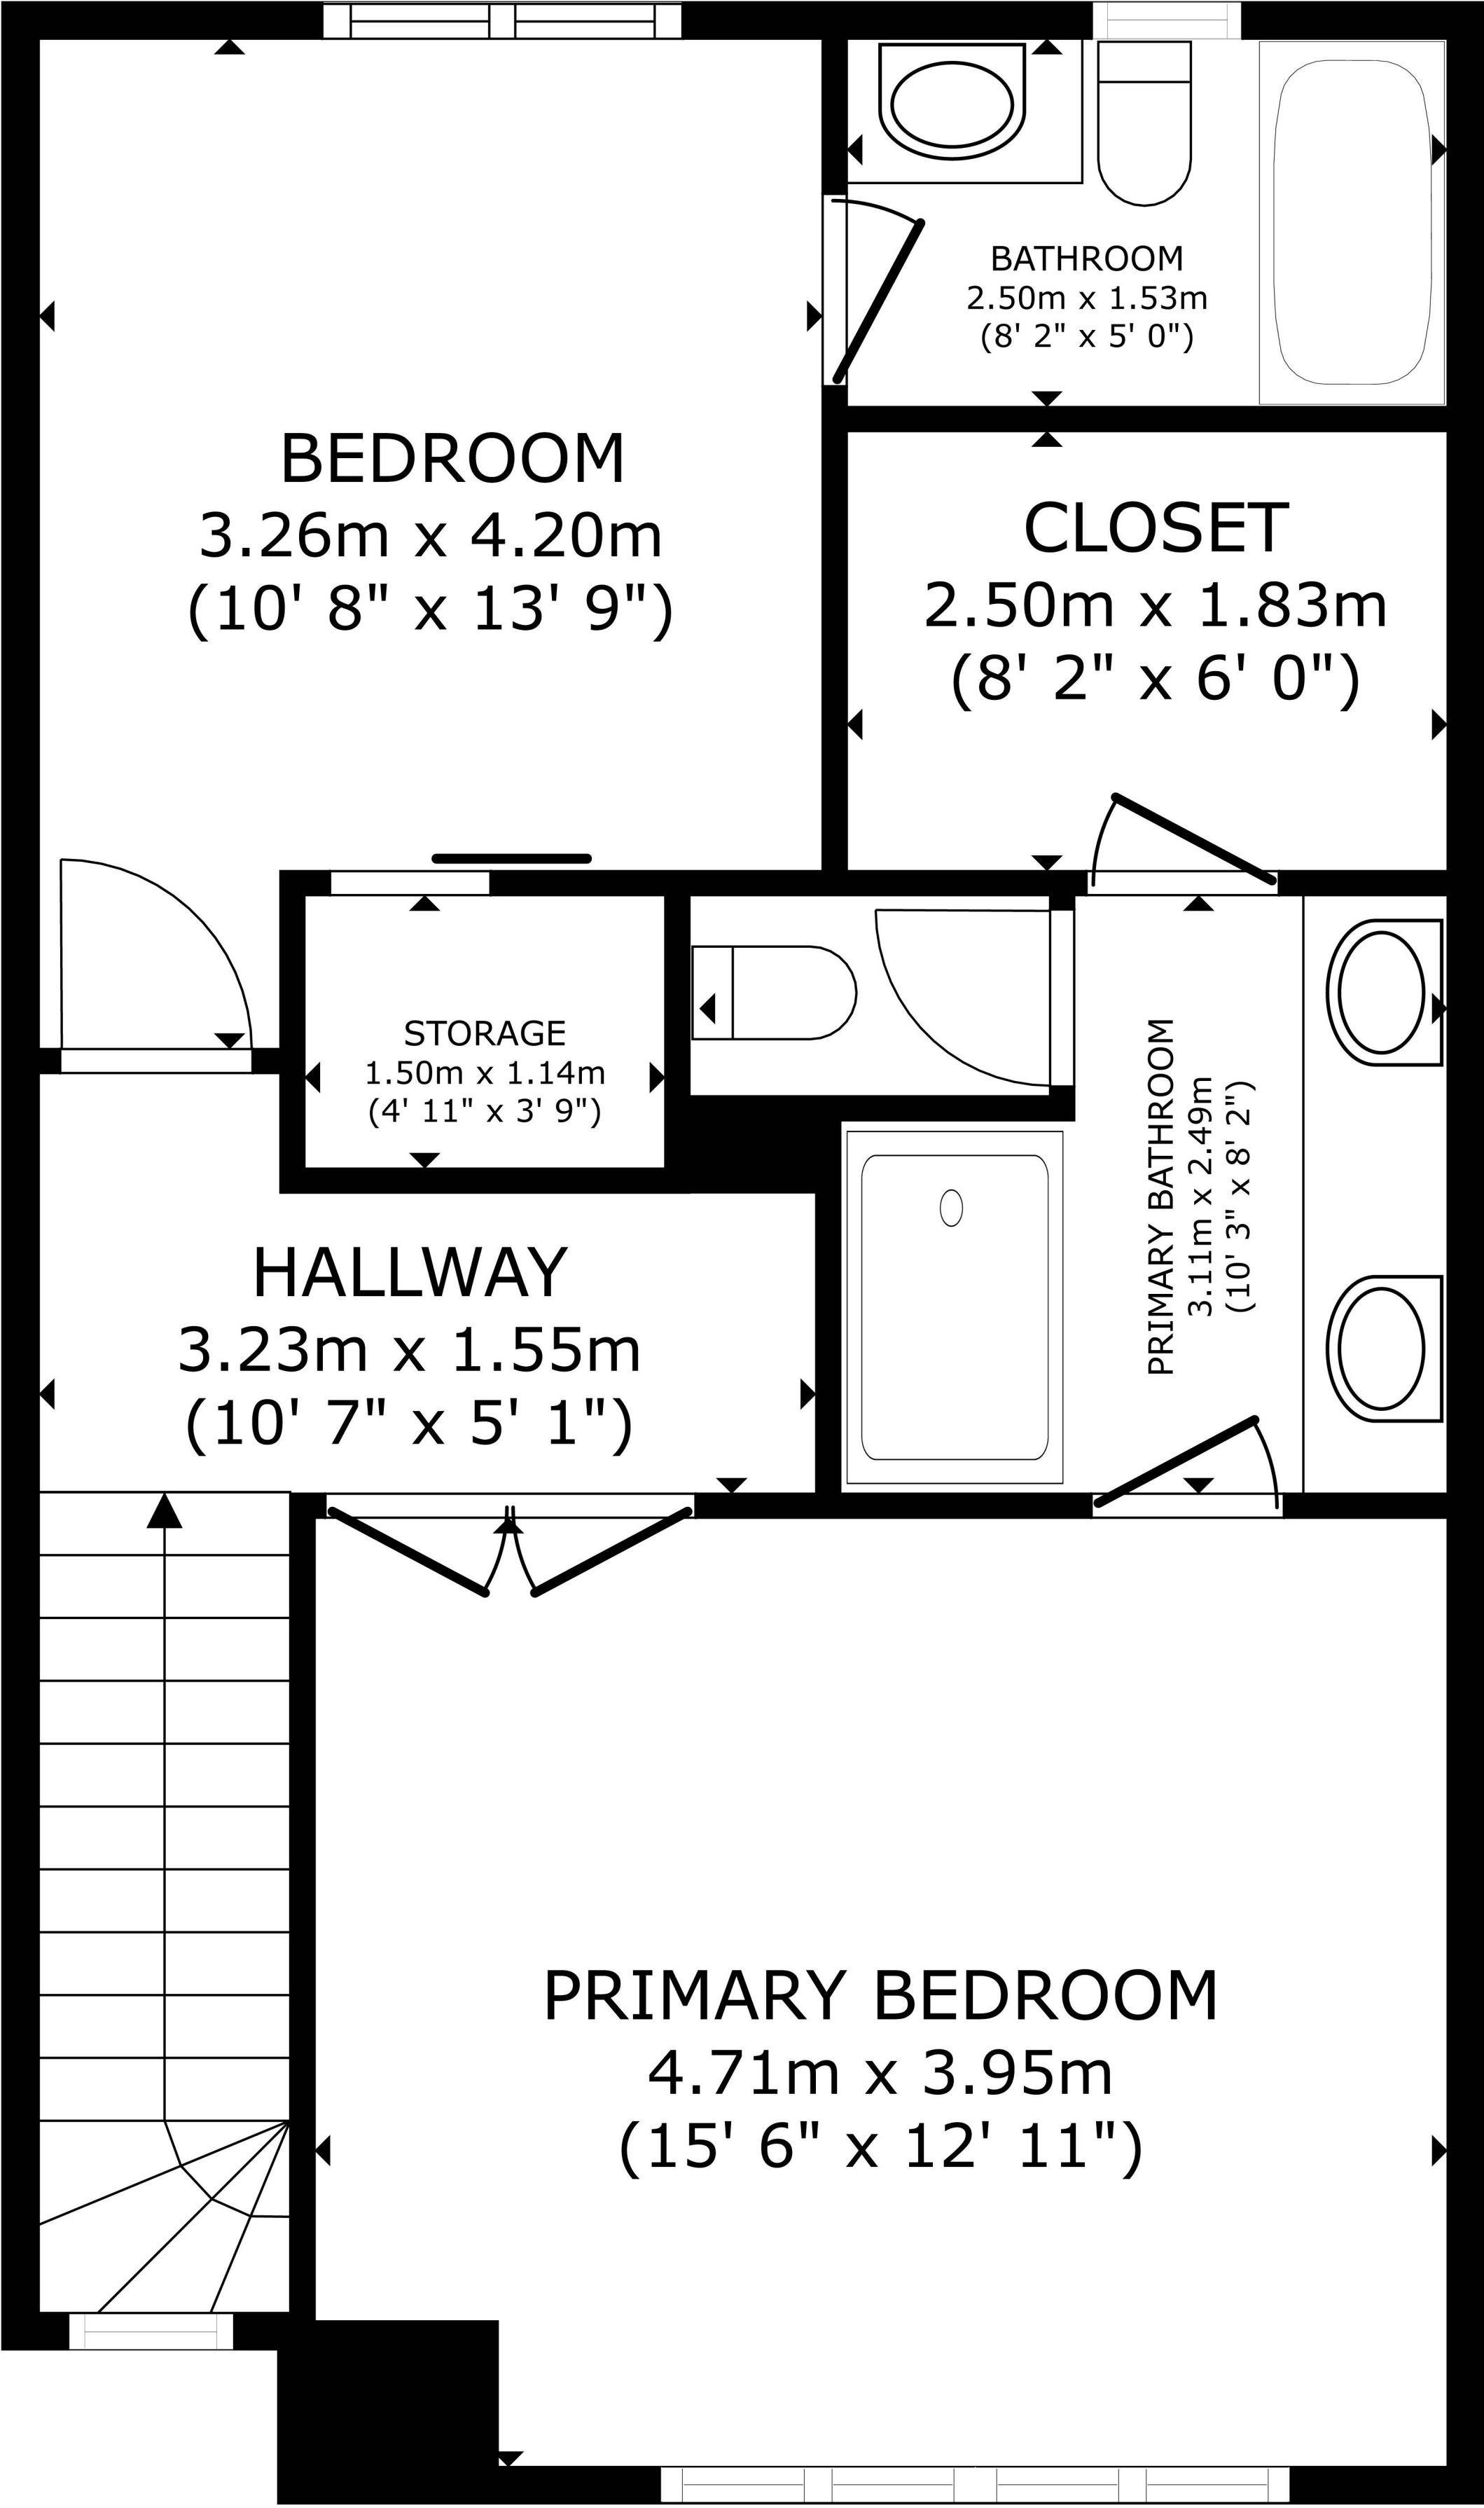 BATHROOM
2.50m x 1.53m
(8' 2" x 5' 0")
BEDROOM
3.26m x 4.20m
(10' 8" x 13' 9")
CLOSET
2.50m x 1.83m
(8' 2" x 6' 0")
STORAGE
1.50m x 1.14m
(4' 11" x 3' 9")
PRIMARY BATHROOM
3.11m x 2.49m
(10' 3" x 8' 2")
HALLWAY
3.23m x 1.55m
(10' 7" x 5' 1")
PRIMARY BEDROOM
4.71m x 3.95m
(15' 6" x 12' 11")